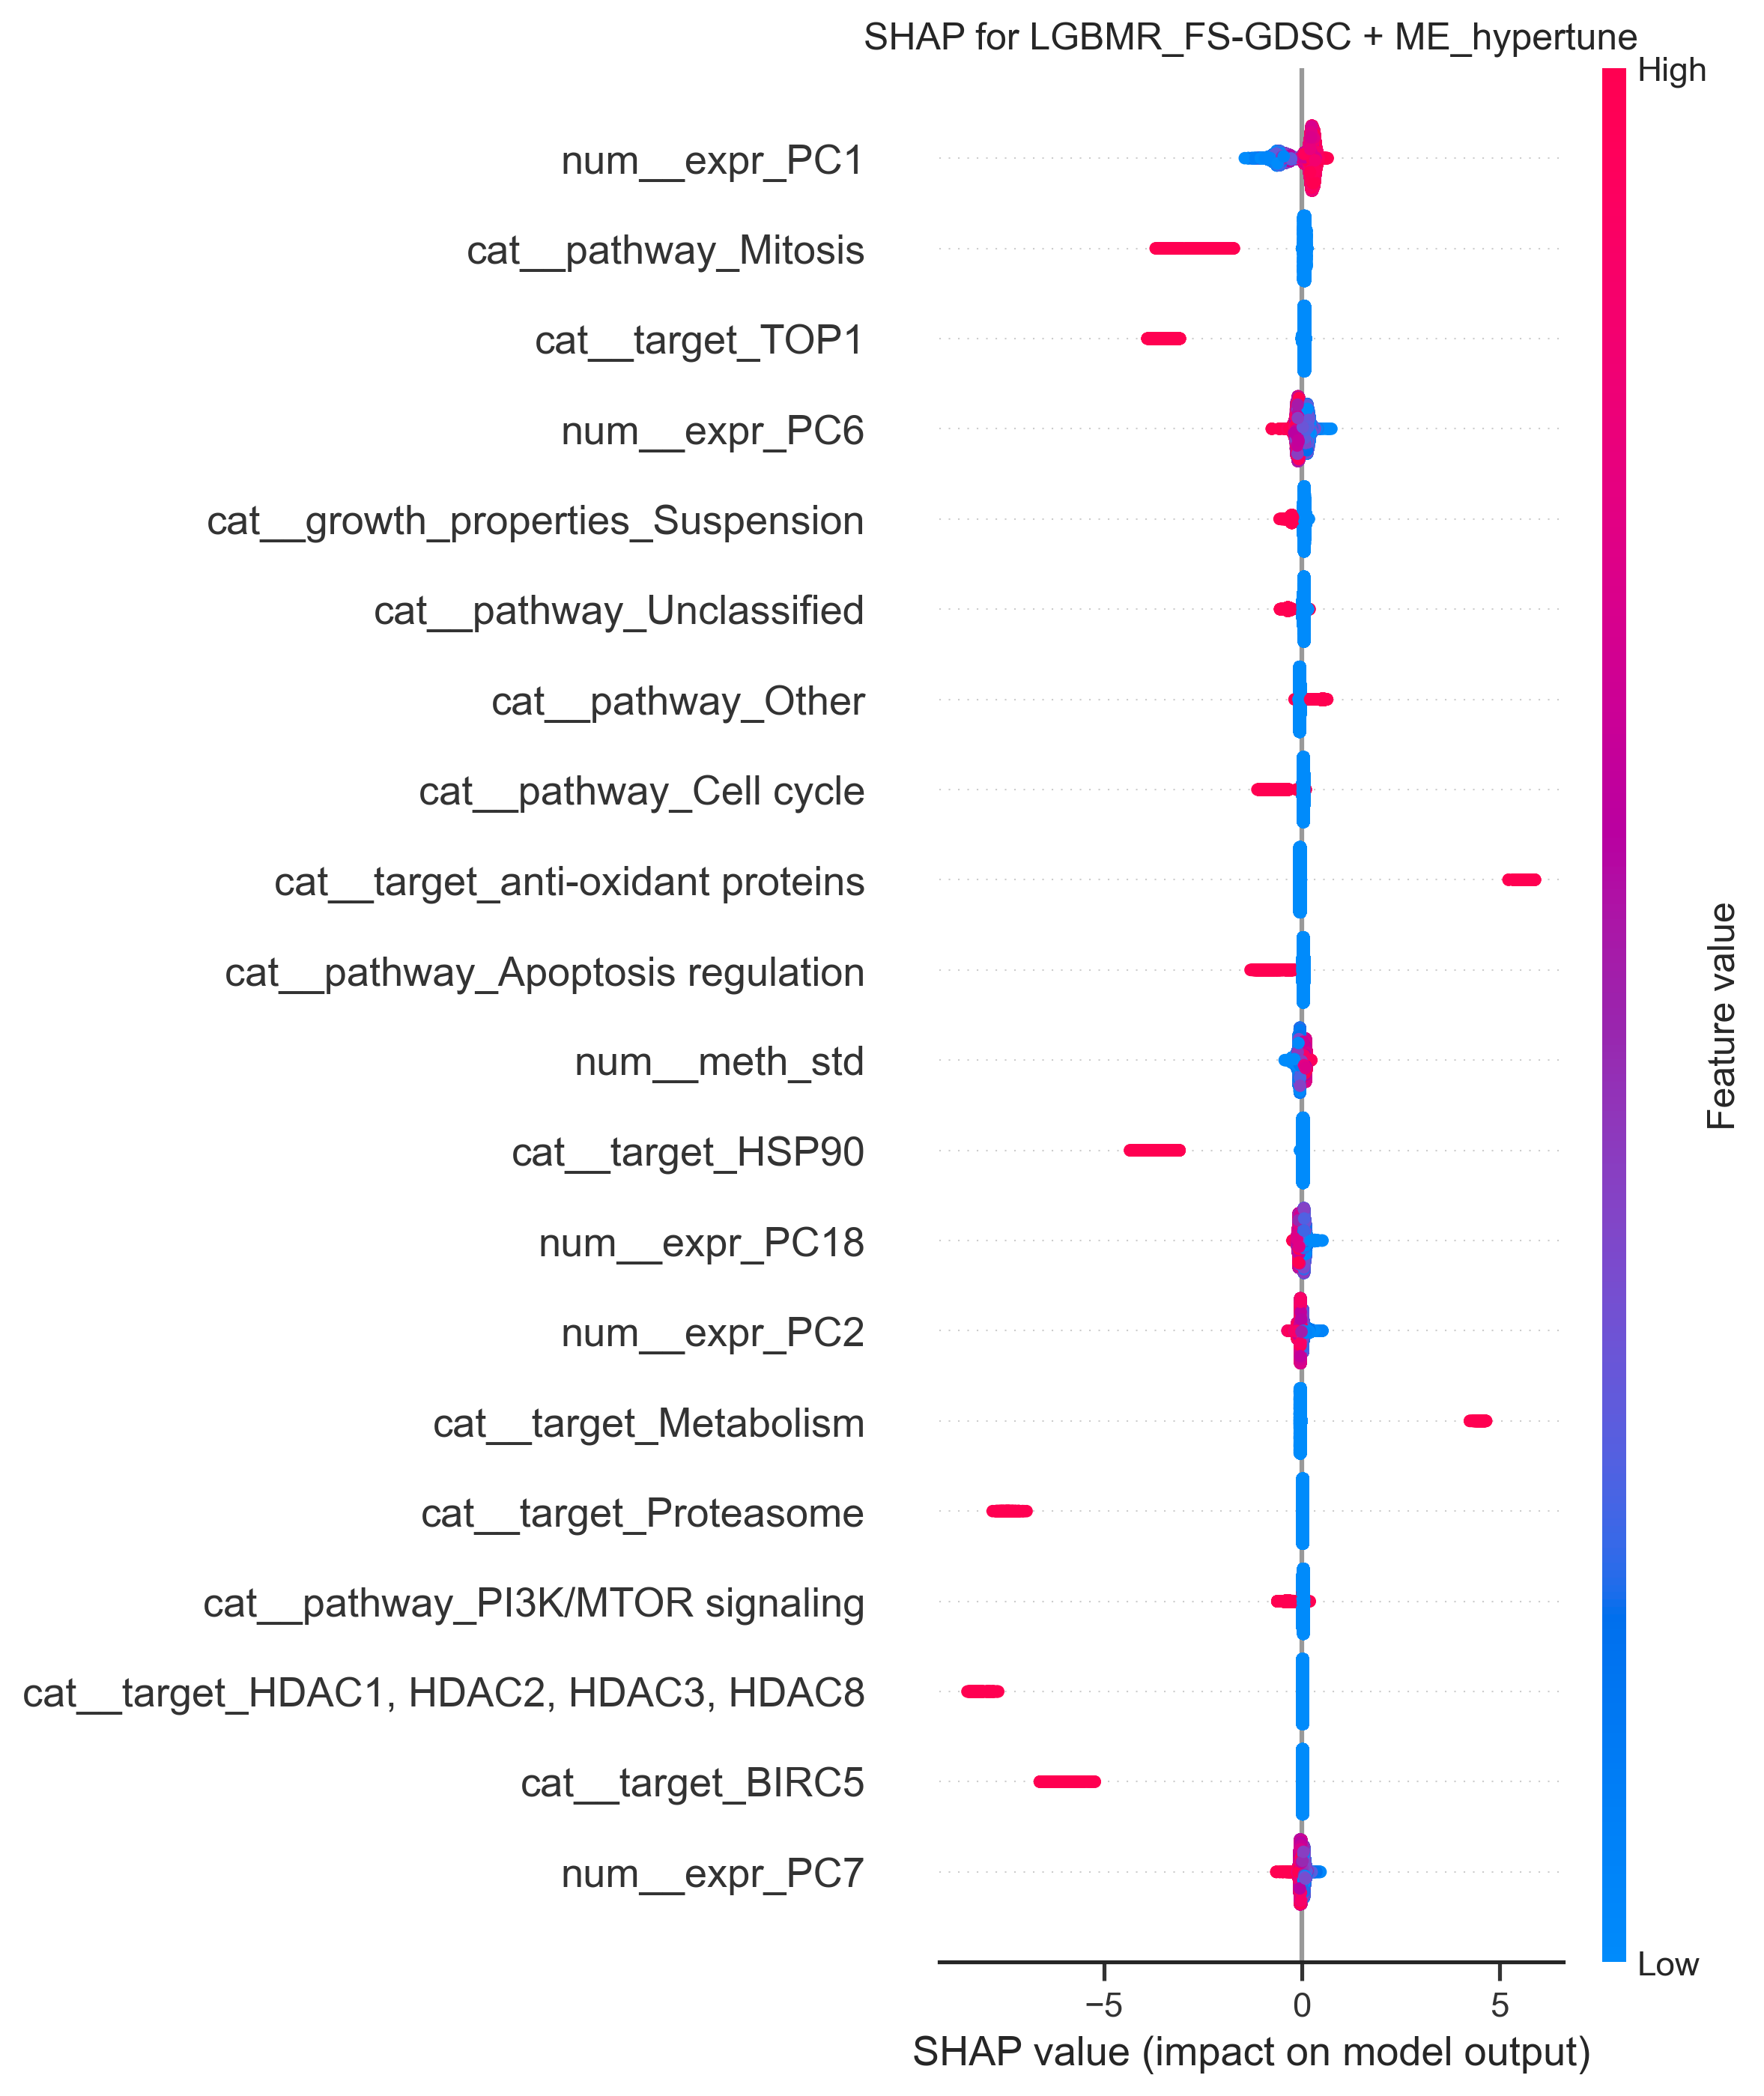 SHAP for LGBMR_FS-GDSC + ME_hypertune
High
num__expr_PC1
cat__pathway_Mitosis
cat__target_TOP1
num__expr_PC6
cat__growth_properties_Suspension
cat__pathway_Unclassified
cat__pathway_Other
cat__pathway_Cell cycle
cat__target_anti-oxidant proteins
cat__pathway_Apoptosis regulation
num__meth_std
cat__target_HSP90
num__expr_PC18
num__expr_PC2
cat__target_Metabolism
cat__target_Proteasome
cat__pathway_PI3K/MTOR signaling
cat__target_HDAC1, HDAC2, HDAC3, HDAC8
cat__target_BIRC5
num__expr_PC7
Feature value
Low
−5 0 5
SHAP value (impact on model output)